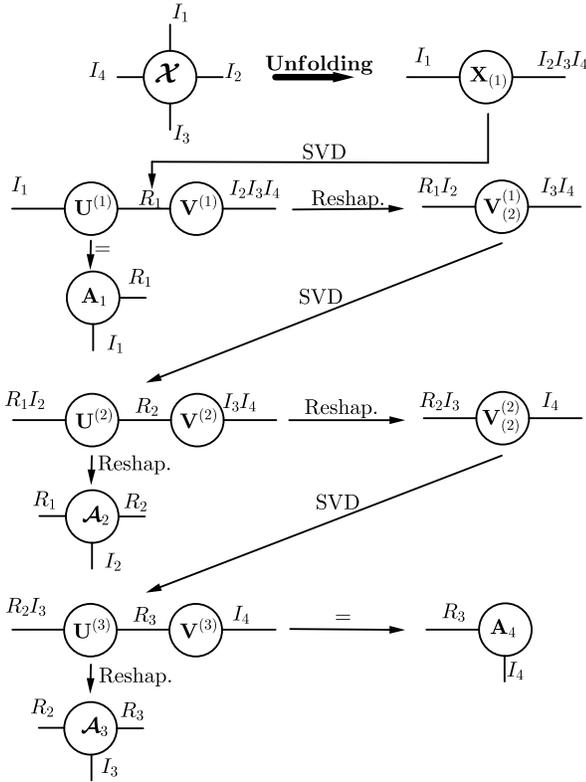 I₁
I₄ 𝓧 I₂ Unfolding I₁ X₍₁₎ I₂I₃I₄
I₃
SVD
I₁ U⁽¹⁾ R₁ V⁽¹⁾ I₂I₃I₄ Reshap. R₁I₂ V⁽¹⁾₍₂₎ I₃I₄
=
A₁ R₁
I₁
SVD
R₁I₂ U⁽²⁾ R₂ V⁽²⁾ I₃I₄ Reshap. R₂I₃ V⁽²⁾₍₂₎ I₄
Reshap.
R₁ 𝓐₂ R₂
I₂
SVD
R₂I₃ U⁽³⁾ R₃ V⁽³⁾ I₄ = R₃ A₄
I₄
Reshap.
R₂ 𝓐₃ R₃
I₃